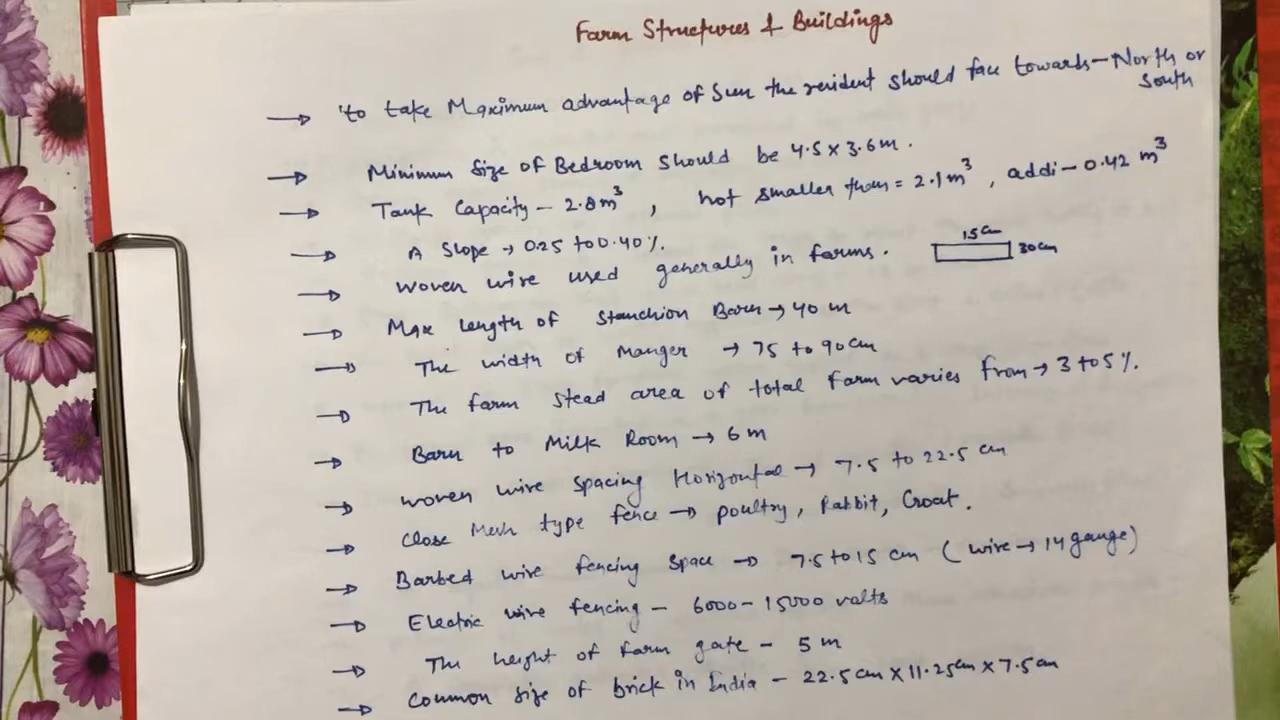 Farm Structures & Buildings
→ to take Maximum advantage of Sun the resident should face towards - North or
South
→ Minimum Size of Bedroom should be 4.5 x 3.6 m.
→ Tank Capacity - 2.8 m³, not smaller than = 2.1 m³, addi - 0.42 m³
→ A Slope → 0.25 to 0.40 %.
15 cm
→ Woven wire used generally in farms. 30 cm
→ Max length of Stanchion Barn → 40 m
→ The width of Manger → 75 to 90 cm
→ The farm stead area of total farm varies from → 3 to 5 %.
→ Barn to Milk Room → 6 m
→ woven wire spacing Horizontal → 7.5 to 22.5 cm
→ Close Mesh type fence → poultry, Rabbit, Goat.
→ Barbed wire fencing Space → 7.5 to 15 cm (wire → 14 gauge)
→ Electric wire fencing - 6000 - 15000 volts
→ The height of farm gate - 5 m
→ Common size of brick in India - 22.5 cm x 11.25 cm x 7.5 cm